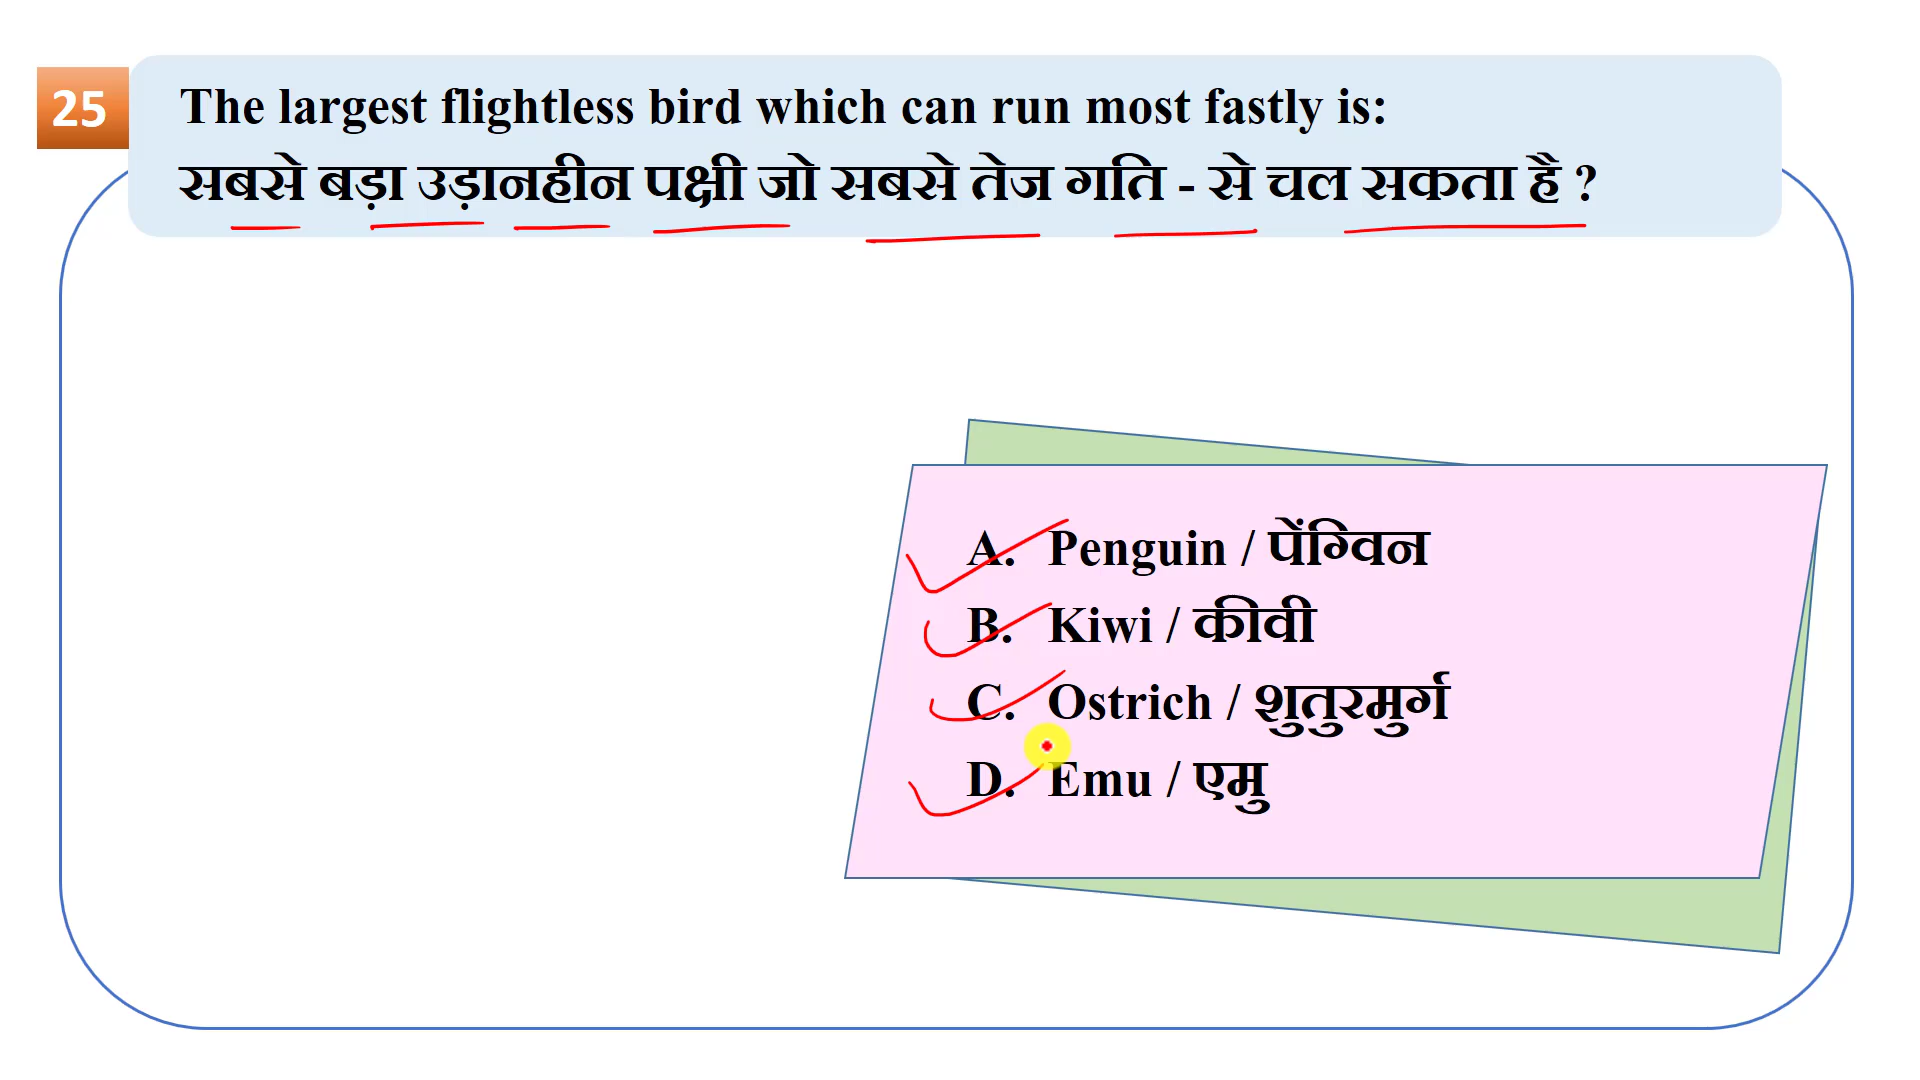 25
The largest flightless bird which can run most fastly is:
सबसे बड़ा उड़ानहीन पक्षी जो सबसे तेज गति - से चल सकता है ?
A. Penguin / पेंग्विन
B. Kiwi / कीवी
C. Ostrich / शुतुरमुर्ग
D. Emu / एमु